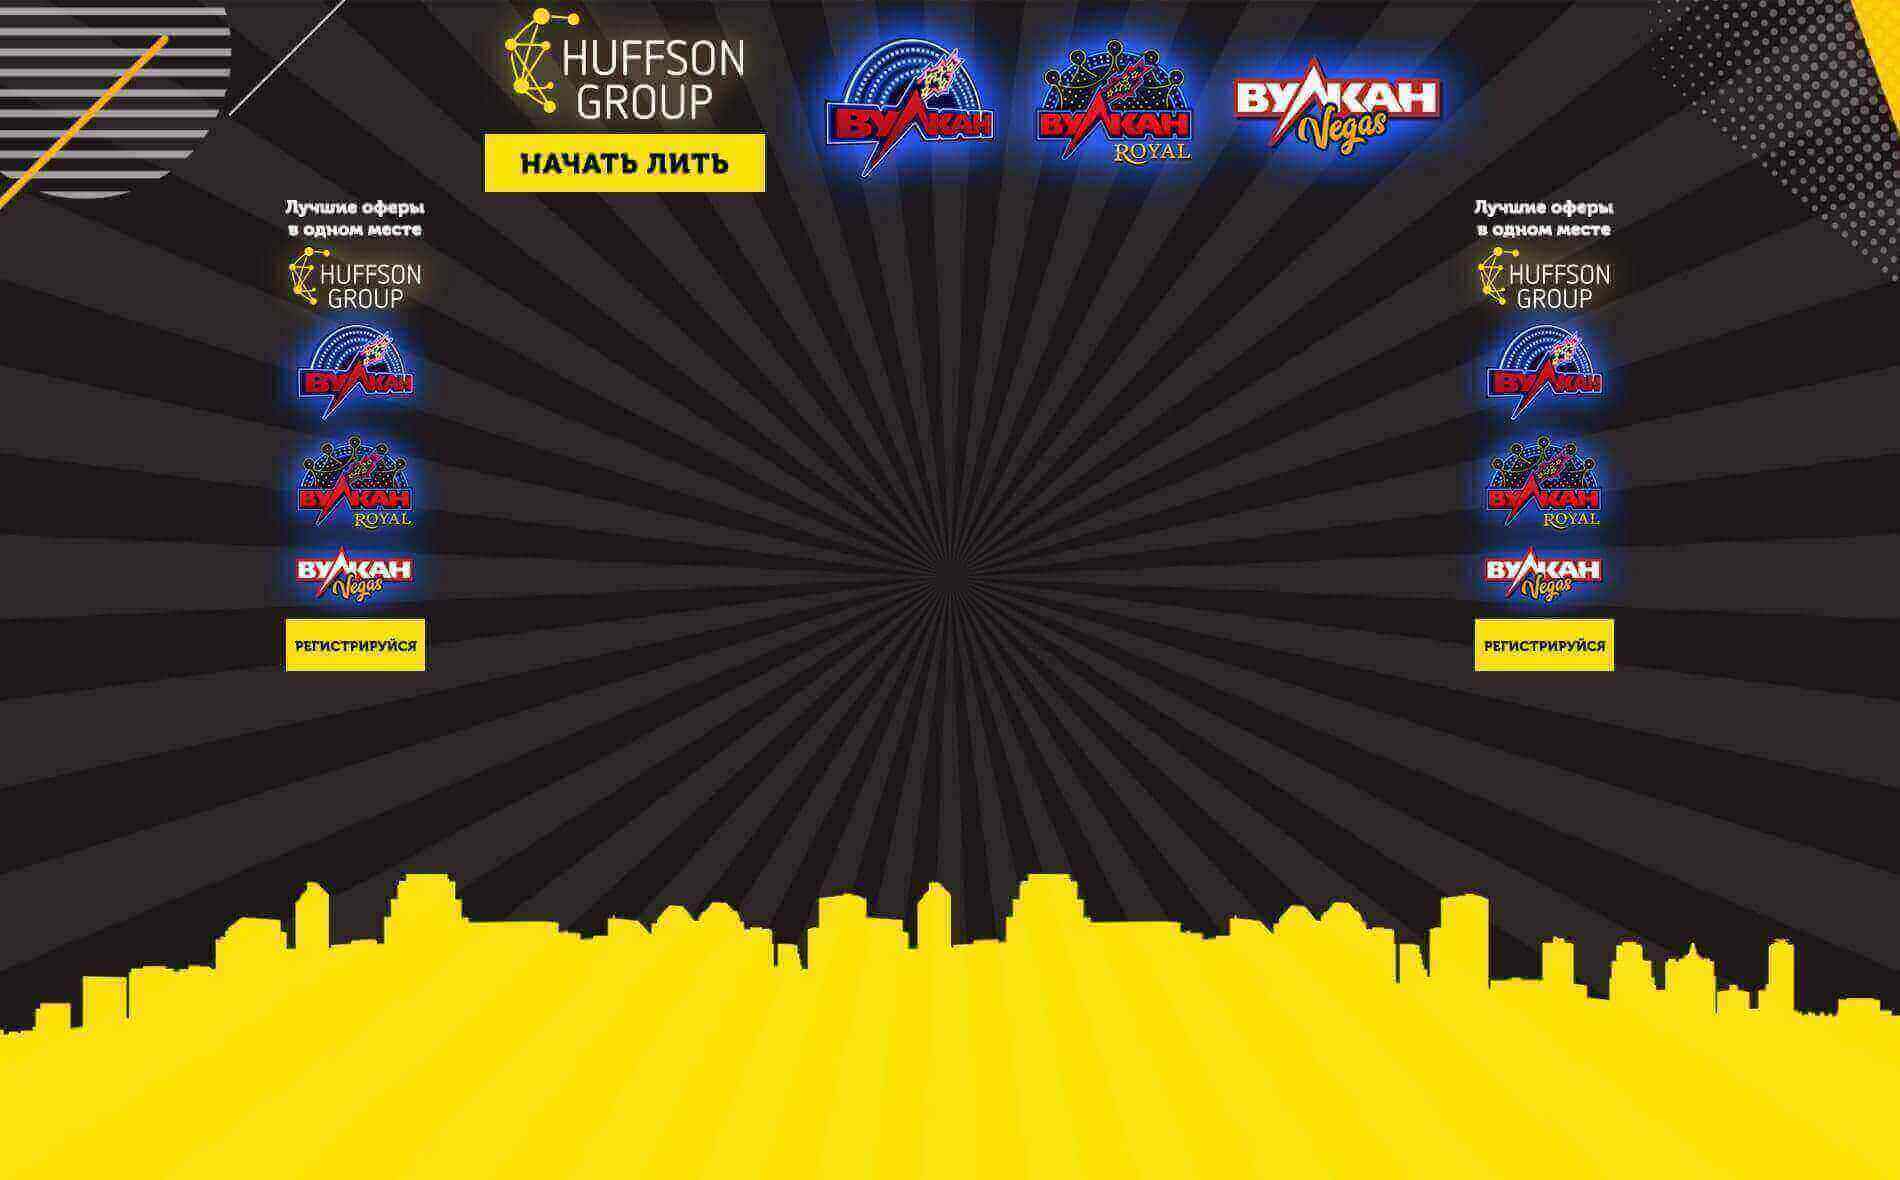 HUFFSON
GROUP
НАЧАТЬ ЛИТЬ
ВУЛКАН
ВУЛКАН
ROYAL
ВУЛКАН
Vegas
Лучшие оферы
в одном месте
HUFFSON
GROUP
ВУЛКАН
ВУЛКАН
ROYAL
ВУЛКАН
Vegas
РЕГИСТРИРУЙСЯ
Лучшие оферы
в одном месте
HUFFSON
GROUP
ВУЛКАН
ВУЛКАН
ROYAL
ВУЛКАН
Vegas
РЕГИСТРИРУЙСЯ